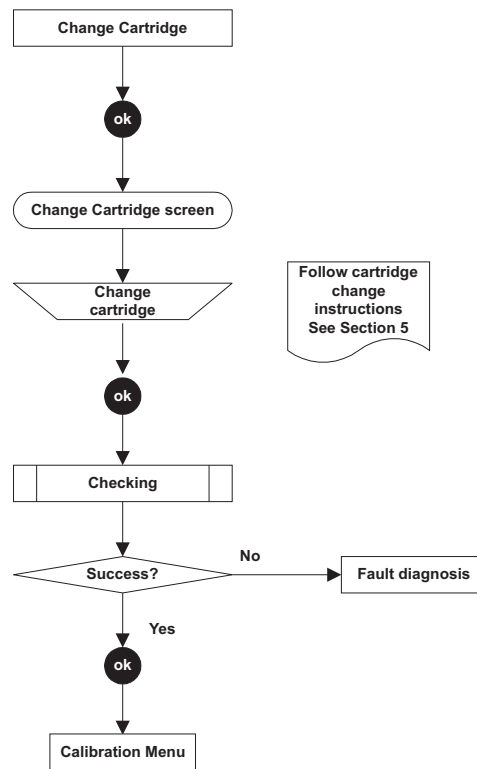 Change Cartridge
ok
Change Cartridge screen
Change
cartridge
Follow cartridge
change
instructions
See Section 5
ok
Checking
Success?
No
Fault diagnosis
Yes
ok
Calibration Menu